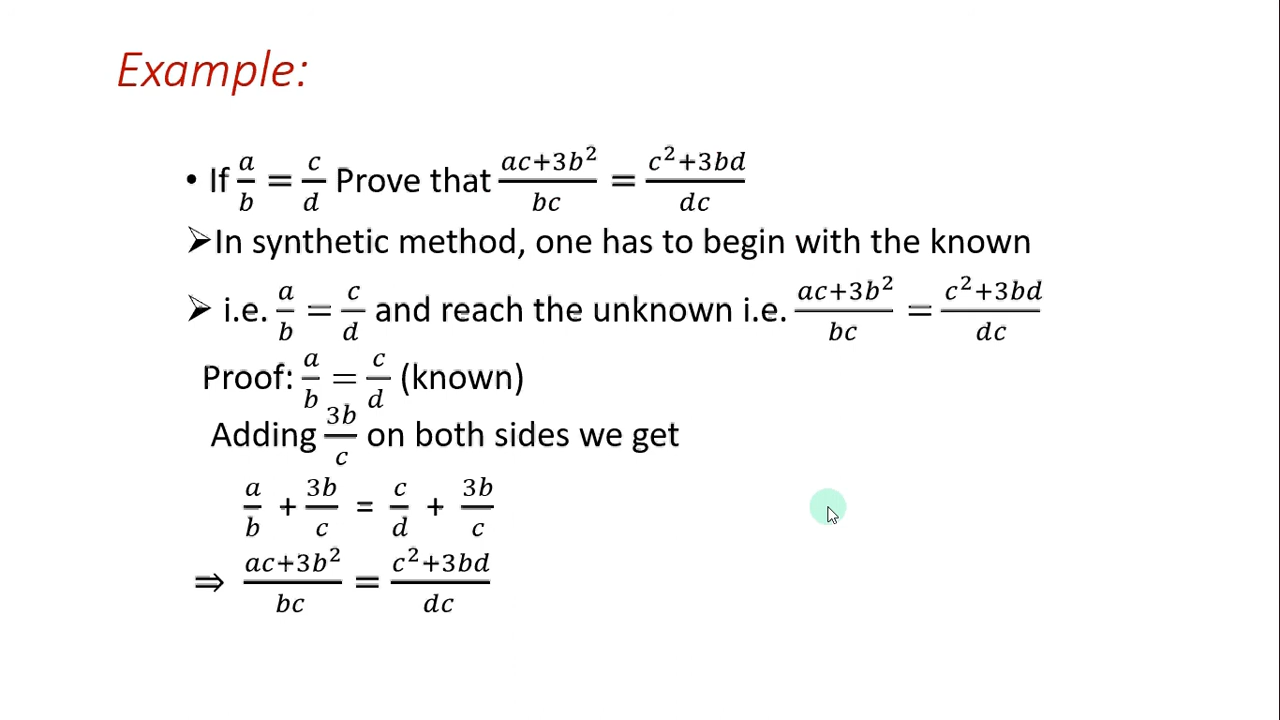 Example:
• If a/b = c/d Prove that (ac+3b²)/bc = (c²+3bd)/dc
➢In synthetic method, one has to begin with the known
➢ i.e. a/b = c/d and reach the unknown i.e. (ac+3b²)/bc = (c²+3bd)/dc
Proof: a/b = c/d (known)
Adding 3b/c on both sides we get
a/b + 3b/c = c/d + 3b/c
⇒ (ac+3b²)/bc = (c²+3bd)/dc